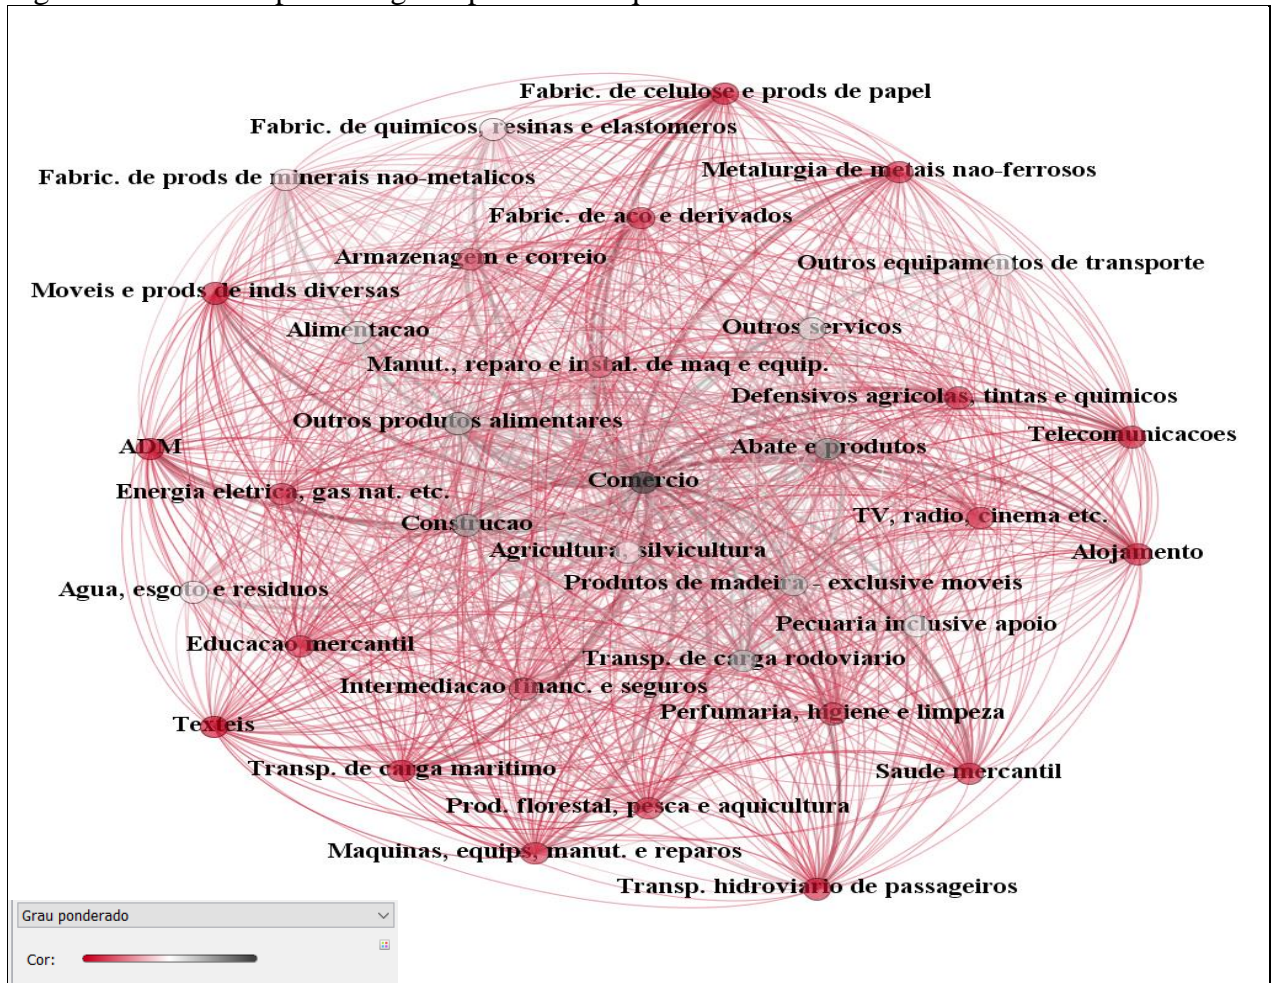 Fabric. de celulose e prods de papel
Fabric. de quimicos, resinas e elastomeros
Metalurgia de metais nao-ferrosos
Fabric. de prods de minerais nao-metalicos
Fabric. de aco e derivados
Armazenagem e correio
Outros equipamentos de transporte
Moveis e prods de inds diversas
Alimentacao
Outros servicos
Manut., reparo e instal. de maq e equip.
Defensivos agricolas, tintas e quimicos
Outros produtos alimentares
Telecomunicacoes
ADM
Abate e produtos
Comercio
Energia eletrica, gas nat. etc.
TV, radio, cinema etc.
Construcao
Agricultura, silvicultura
Alojamento
Produtos de madeira - exclusive moveis
Agua, esgoto e residuos
Pecuaria inclusive apoio
Educacao mercantil
Transp. de carga rodoviario
Intermediacao financ. e seguros
Perfumaria, higiene e limpeza
Texteis
Transp. de carga maritimo
Saude mercantil
Prod. florestal, pesca e aquicultura
Maquinas, equips, manut. e reparos
Transp. hidroviario de passageiros
Grau ponderado
Cor: